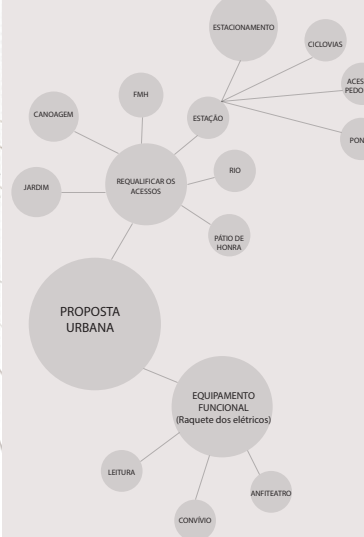 ESTACIONAMENTO
CICLOVIAS
FMH
CANOAGEM
ESTAÇÃO
RIO
REQUALIFICAR OS
ACESSOS
JARDIM
PÁTIO DE
HONRA
PROPOSTA
URBANA
EQUIPAMENTO
FUNCIONAL
(Raquete dos elétricos)
LEITURA
ANFITEATRO
CONVÍVIO